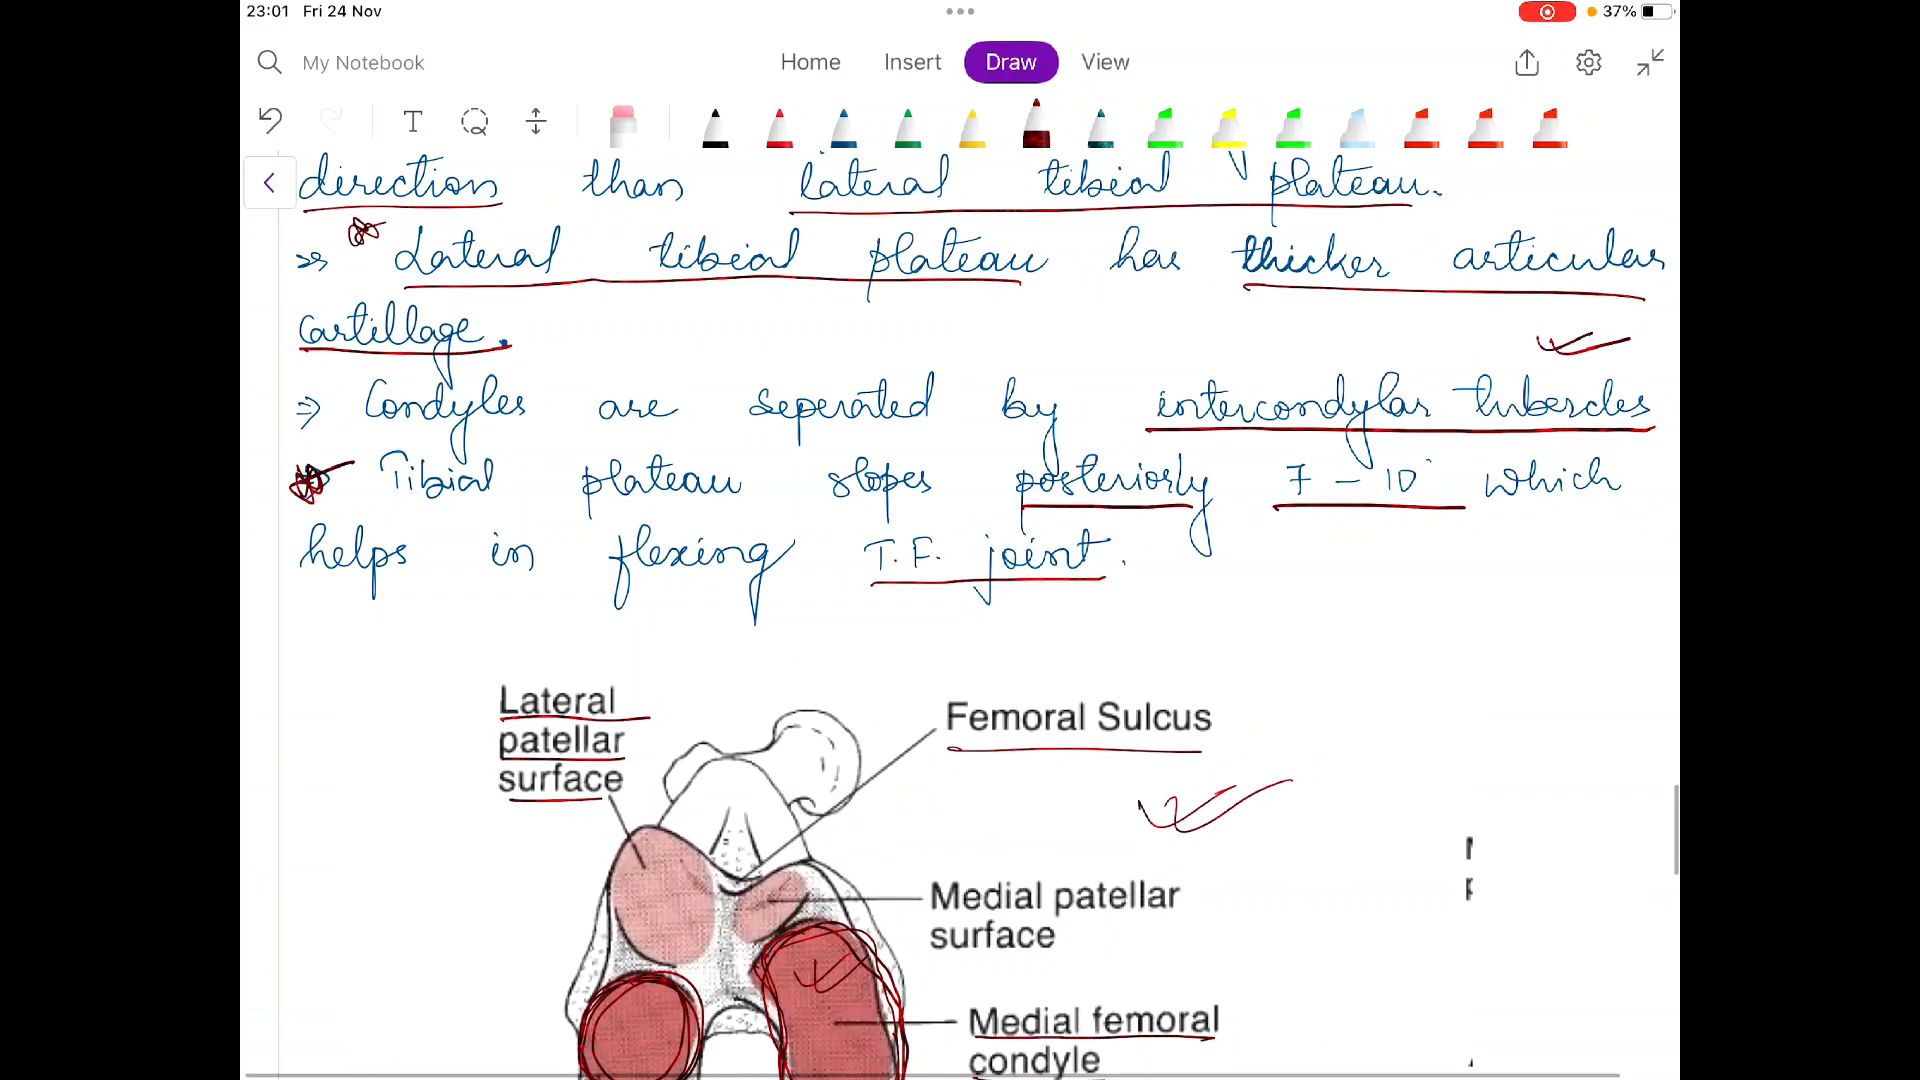 23:01 Fri 24 Nov
37%
My Notebook
Home Insert Draw View
T
direction than lateral tibial plateau.
Lateral tibial plateau has thicker articular
cartillage.
⇒ Condyles are seperated by intercondylar tubercles
Tibial plateau slopes posteriorly 7 - 10° which
helps in flexing T.F. joint.
Lateral
patellar
surface
Femoral Sulcus
Medial patellar
surface
Medial femoral
condyle